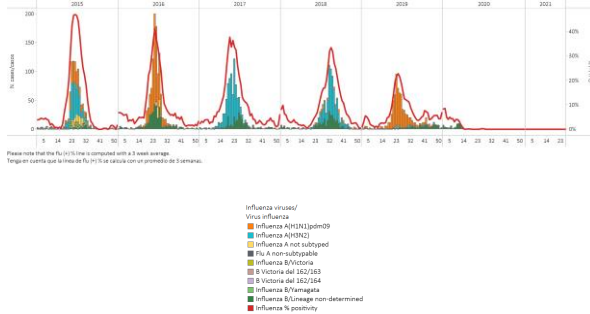 2015 2016 2017 2018 2019 2020 2021
200
150
100
50
0
40%
30%
20%
10%
0%
5 14 23 32 41 50 5 14 23 32 41 50 5 14 23 32 41 50 5 14 23 32 41 50 5 14 23 32 41 50 5 14 23 32 41 50 5 14 23
Please note that the flu (+)% line is computed with a 3 week average.
Tenga en cuenta que la línea de flu (+) % se calcula con un promedio de 3 semanas.
Influenza viruses/
Virus influenza
Influenza A(H1N1)pdm09
Influenza A(H3N2)
Influenza A not subtyped
Flu A non-subtypable
Influenza B/Victoria
B Victoria del 162/163
B Victoria del 162/164
Influenza B/Yamagata
Influenza B/Lineage non-determined
Influenza % positivity